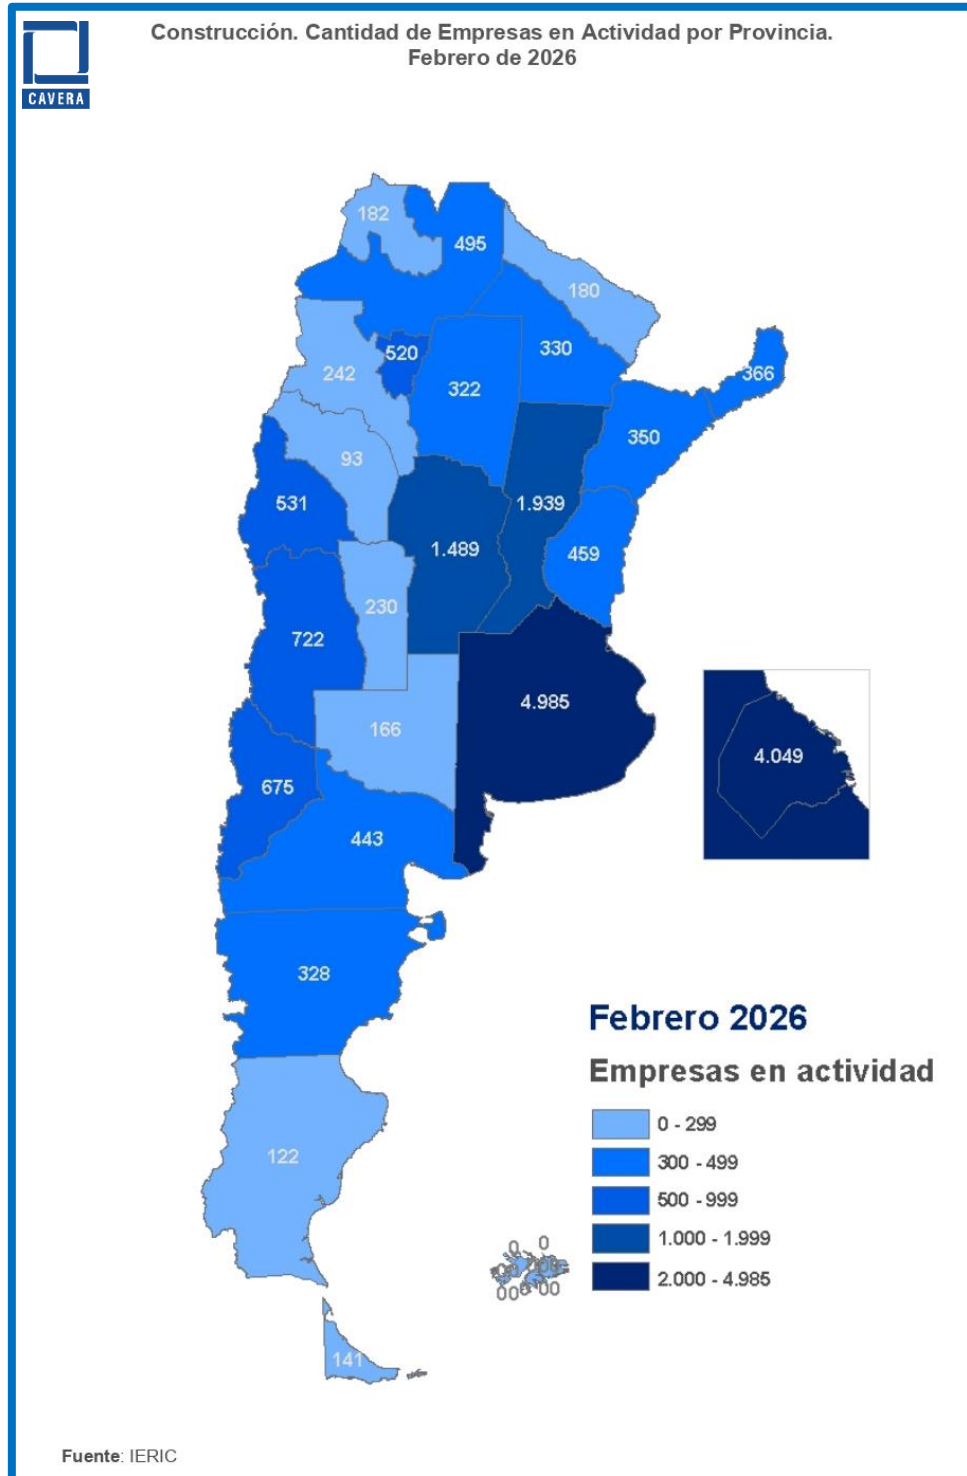 Construcción. Cantidad de Empresas en Actividad por Provincia.
Febrero de 2026
CAVERA
182
495
180
520
330
366
242
322
350
93
531
1.939
1.489
459
230
722
4.985
166
4.049
675
443
328
Febrero 2026
Empresas en actividad
0 - 299
300 - 499
122
500 - 999
1.000 - 1.999
2.000 - 4.985
0 0
141
Fuente: IERIC